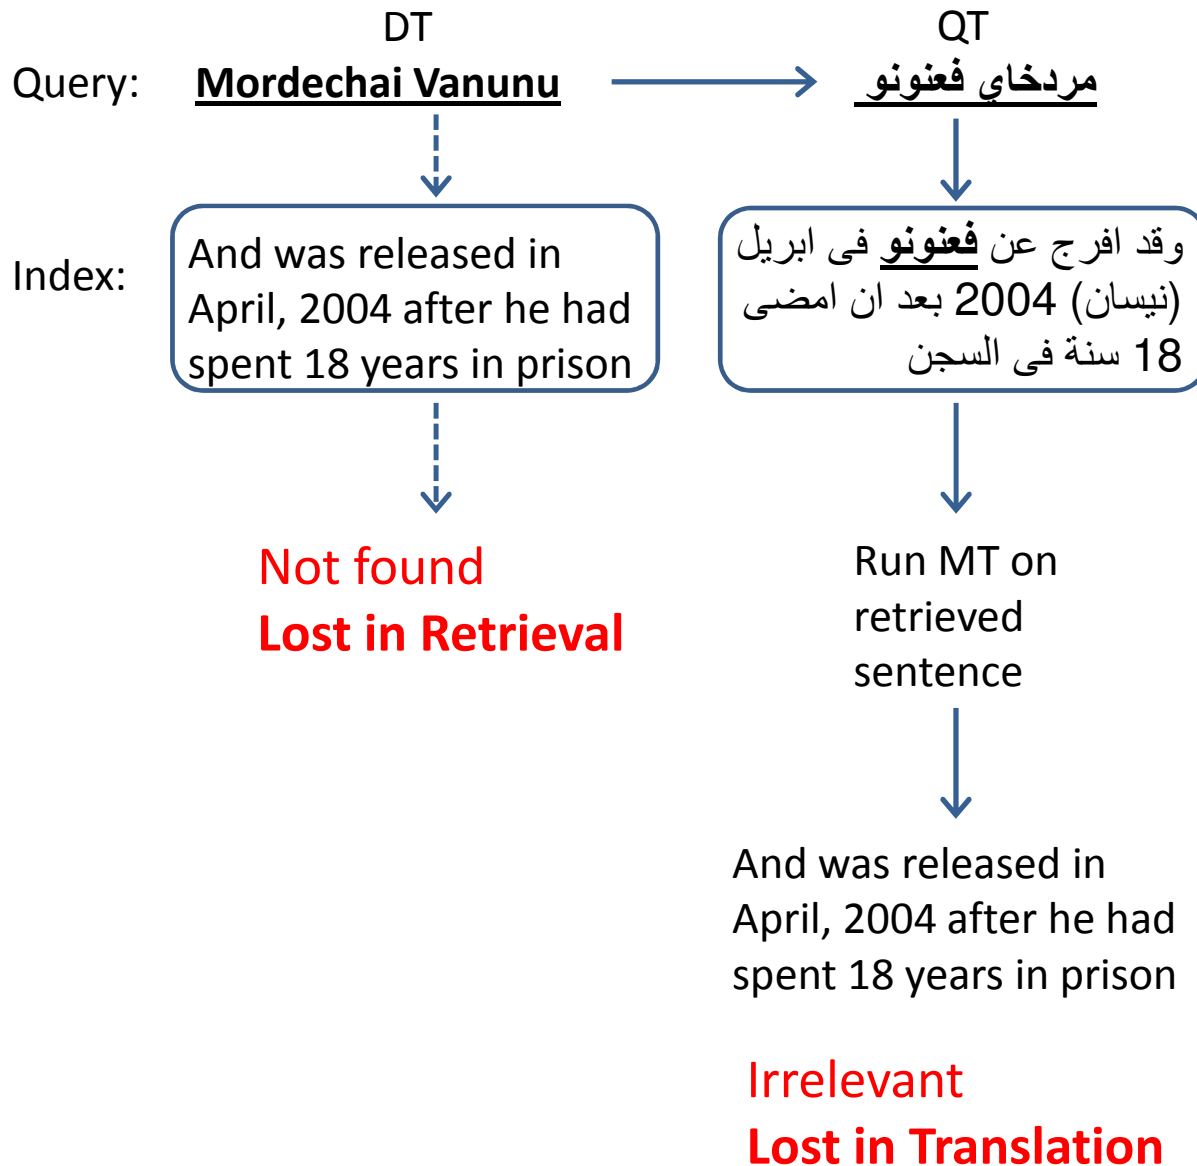 DT
QT
Query:
Mordechai Vanunu
مردخاي فعنونو
Index:
And was released in
April, 2004 after he had
spent 18 years in prison
وقد افرج عن فعنونو فى ابريل
(نيسان) 2004 بعد ان امضى
18 سنة فى السجن
Not found
Lost in Retrieval
Run MT on
retrieved
sentence
And was released in
April, 2004 after he had
spent 18 years in prison
Irrelevant
Lost in Translation